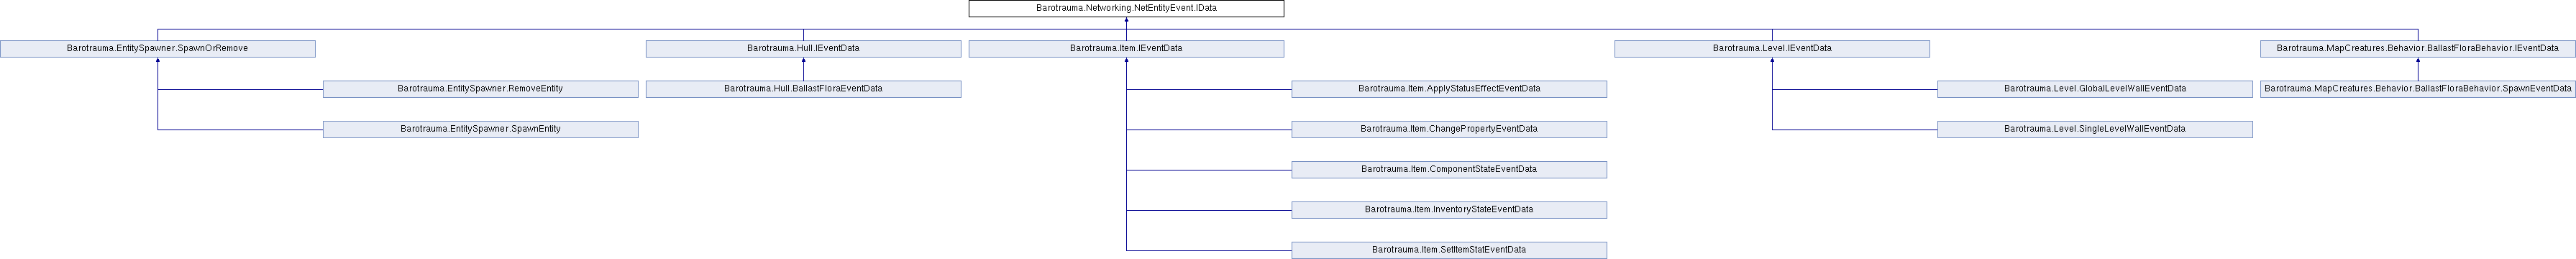 Barotrauma.Networking.NetEntityEvent.IData
Barotrauma.EntitySpawner.SpawnOrRemove
Barotrauma.Hull.IEventData
Barotrauma.Item.IEventData
Barotrauma.Level.IEventData
Barotrauma.MapCreatures.Behavior.BallastFloraBehavior.IEventData
Barotrauma.EntitySpawner.RemoveEntity
Barotrauma.Hull.BallastFloraEventData
Barotrauma.Item.ApplyStatusEffectEventData
Barotrauma.Level.GlobalLevelWallEventData
Barotrauma.MapCreatures.Behavior.BallastFloraBehavior.SpawnEventData
Barotrauma.EntitySpawner.SpawnEntity
Barotrauma.Item.ChangePropertyEventData
Barotrauma.Level.SingleLevelWallEventData
Barotrauma.Item.ComponentStateEventData
Barotrauma.Item.InventoryStateEventData
Barotrauma.Item.SetItemStatEventData